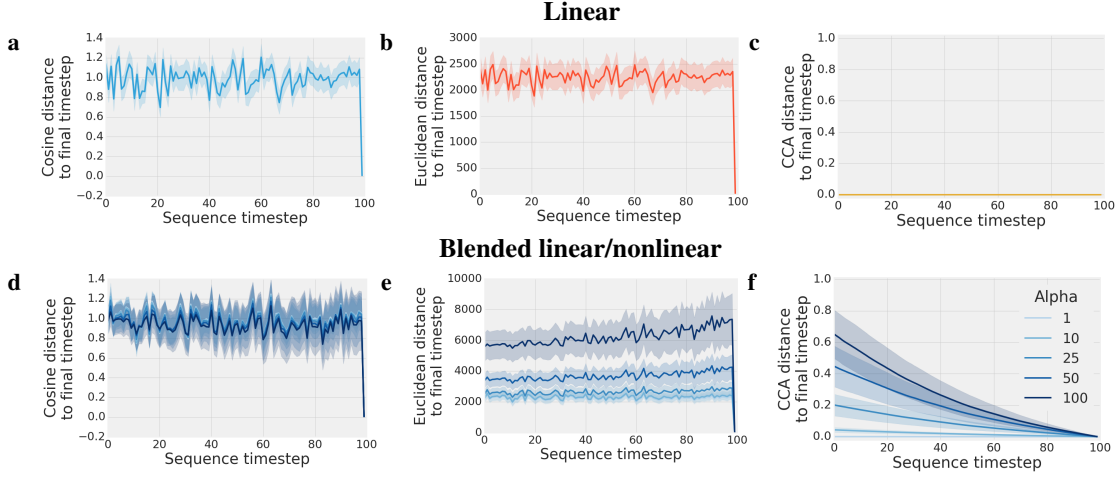 Linear
a
Cosine distance
to final timestep
1.4
1.2
1.0
0.8
0.6
0.4
0.2
0.0
−0.2
0 20 40 60 80 100
Sequence timestep
b
Euclidean distance
to final timestep
3000
2500
2000
1500
1000
500
0
0 20 40 60 80 100
Sequence timestep
c
CCA distance
to final timestep
1.0
0.8
0.6
0.4
0.2
0.0
0 20 40 60 80 100
Sequence timestep
Blended linear/nonlinear
d
Cosine distance
to final timestep
1.4
1.2
1.0
0.8
0.6
0.4
0.2
0.0
−0.2
0 20 40 60 80 100
Sequence timestep
e
Euclidean distance
to final timestep
10000
8000
6000
4000
2000
0
0 20 40 60 80 100
Sequence timestep
f
CCA distance
to final timestep
1.0
0.8
0.6
0.4
0.2
0.0
0 20 40 60 80 100
Sequence timestep
Alpha
1
10
25
50
100